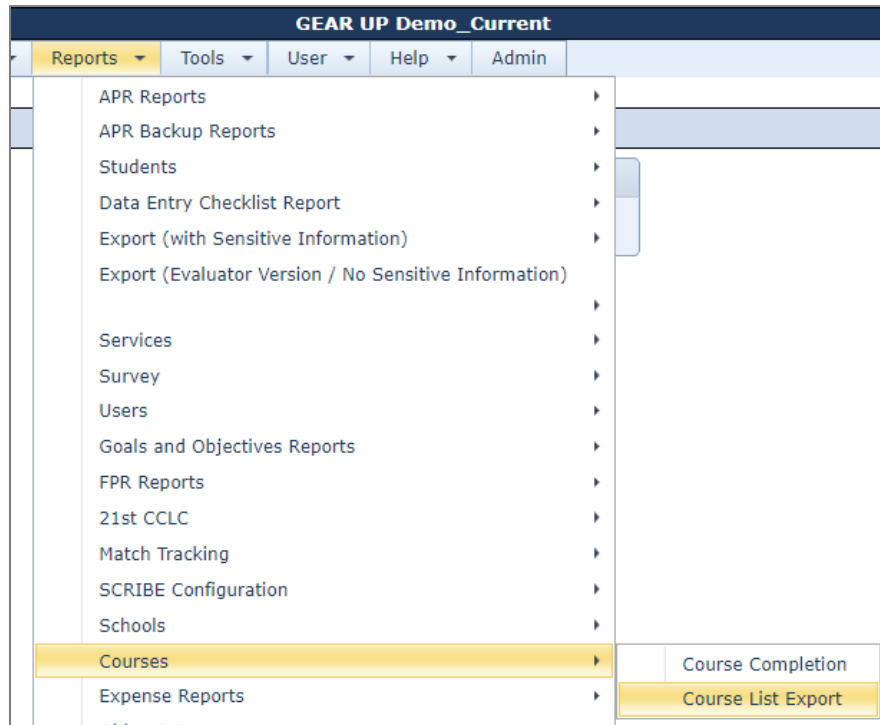 GEAR UP Demo_Current
Reports Tools User Help Admin
APR Reports
APR Backup Reports
Students
Data Entry Checklist Report
Export (with Sensitive Information)
Export (Evaluator Version / No Sensitive Information)
Services
Survey
Users
Goals and Objectives Reports
FPR Reports
21st CCLC
Match Tracking
SCRIBE Configuration
Schools
Courses
Course Completion
Expense Reports
Course List Export